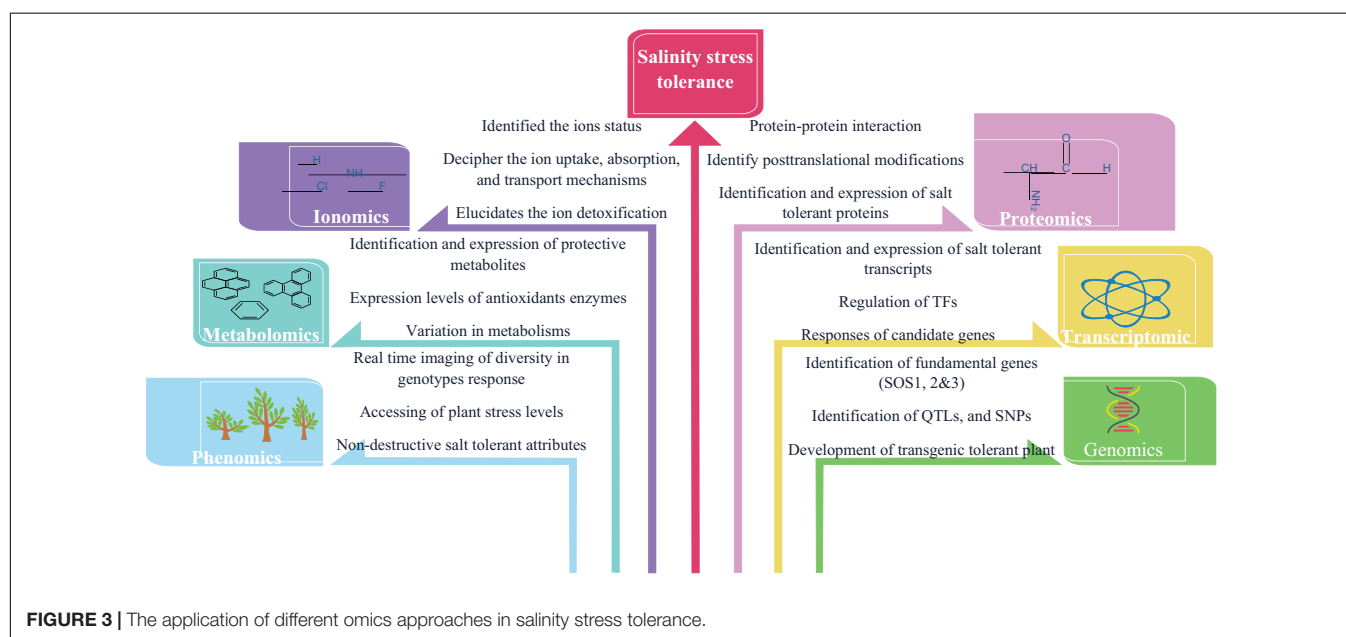 Salinity stress
tolerance
Identified the ions status
Decipher the ion uptake, absorption,
and transport mechanisms
Elucidates the ion detoxification
H
NH
Cl
F
Ionomics
Identification and expression of protective
metabolites
Expression levels of antioxidants enzymes
Variation in metabolisms
Metabolomics
Real time imaging of diversity in
genotypes response
Accessing of plant stress levels
Non-destructive salt tolerant attributes
Phenomics
Protein-protein interaction
Identify posttranslational modifications
Identification and expression of salt
tolerant proteins
O
CH
C
H
NH2
Proteomics
Identification and expression of salt tolerant
transcripts
Regulation of TFs
Responses of candidate genes
Transcriptomic
Identification of fundamental genes
(SOS1, 2&3)
Identification of QTLs, and SNPs
Development of transgenic tolerant plant
Genomics
FIGURE 3 | The application of different omics approaches in salinity stress tolerance.